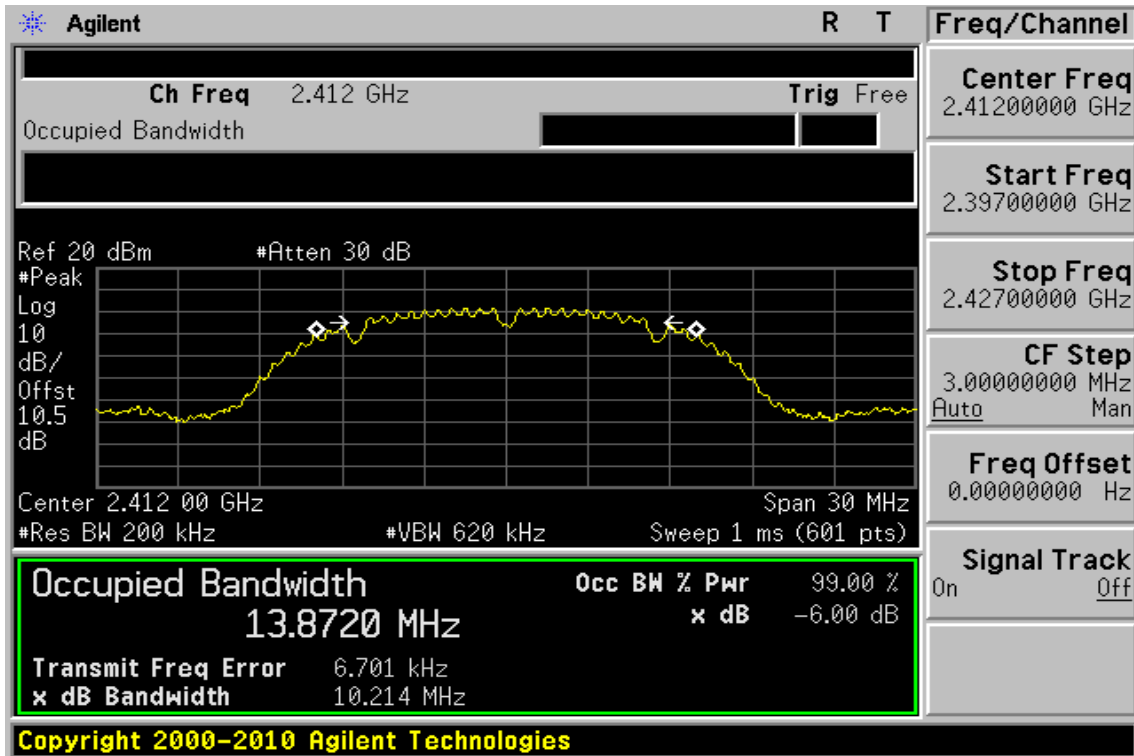 Agilent R T
Ch Freq 2.412 GHz Trig Free
Occupied Bandwidth
Ref 20 dBm #Atten 30 dB
#Peak
Log
10
dB/
Offst
10.5
dB
Center 2.412 00 GHz Span 30 MHz
#Res BW 200 kHz #VBW 620 kHz Sweep 1 ms (601 pts)
Occupied Bandwidth
13.8720 MHz
Occ BW % Pwr 99.00 %
x dB -6.00 dB
Transmit Freq Error 6.701 kHz
x dB Bandwidth 10.214 MHz
Copyright 2000-2010 Agilent Technologies
Freq/Channel
Center Freq
2.41200000 GHz
Start Freq
2.39700000 GHz
Stop Freq
2.42700000 GHz
CF Step
3.00000000 MHz
Auto Man
Freq Offset
0.00000000 Hz
Signal Track
On Off